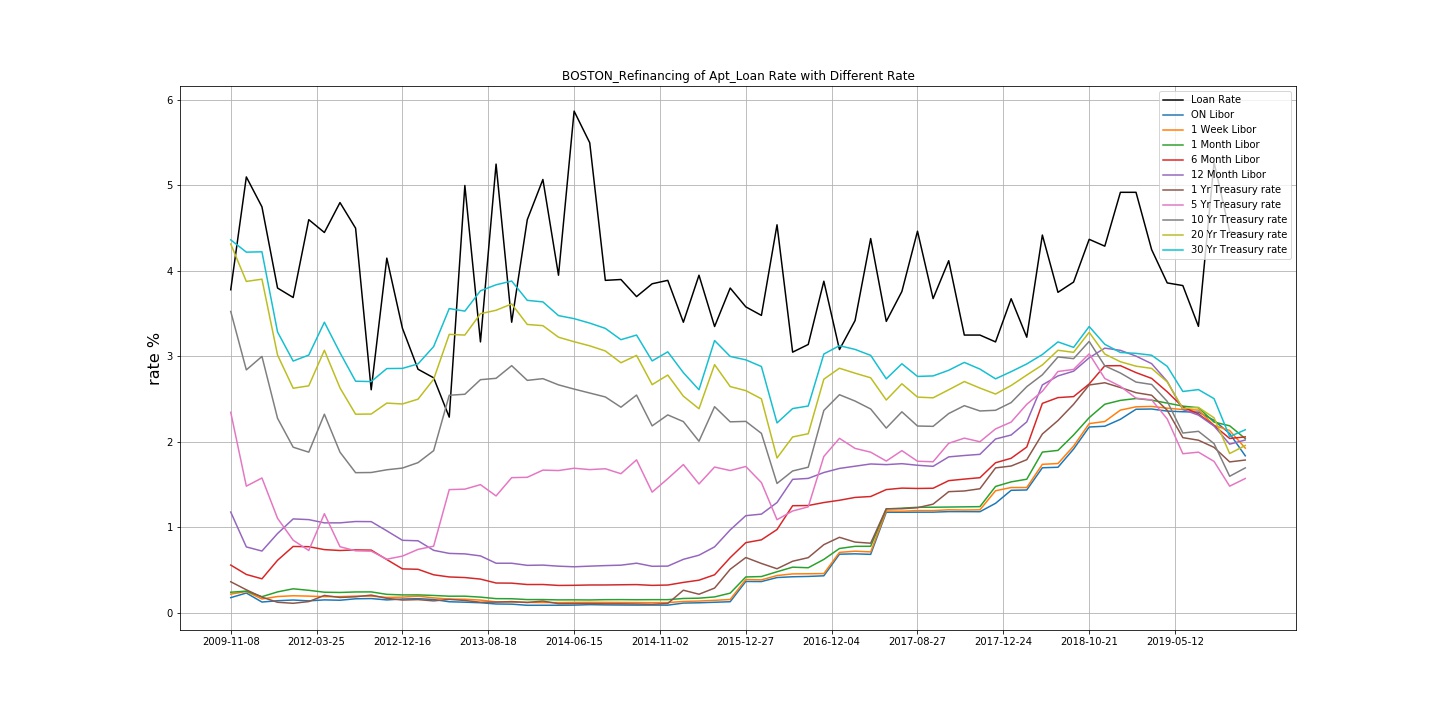 BOSTON_Refinancing of Apt_Loan Rate with Different Rate
rate %
6
5
4
3
2
1
0
Loan Rate
ON Libor
1 Week Libor
1 Month Libor
6 Month Libor
12 Month Libor
1 Yr Treasury rate
5 Yr Treasury rate
10 Yr Treasury rate
20 Yr Treasury rate
30 Yr Treasury rate
2009-11-08 2012-03-25 2012-12-16 2013-08-18 2014-06-15 2014-11-02 2015-12-27 2016-12-04 2017-08-27 2017-12-24 2018-10-21 2019-05-12